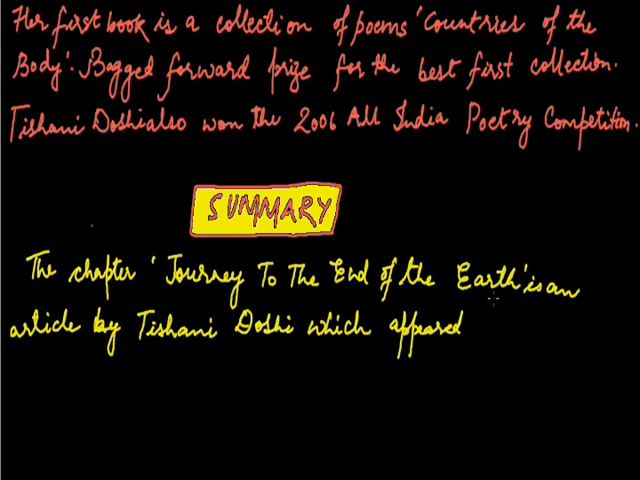 Her first book is a collection of poems 'Countries of the
Body'. Bagged forward prize for the best first collection.
Tishani Doshi also won the 2006 All India Poetry Competition.
SUMMARY
The chapter 'Journey To The End of the Earth' is an
article by Tishani Doshi which appeared